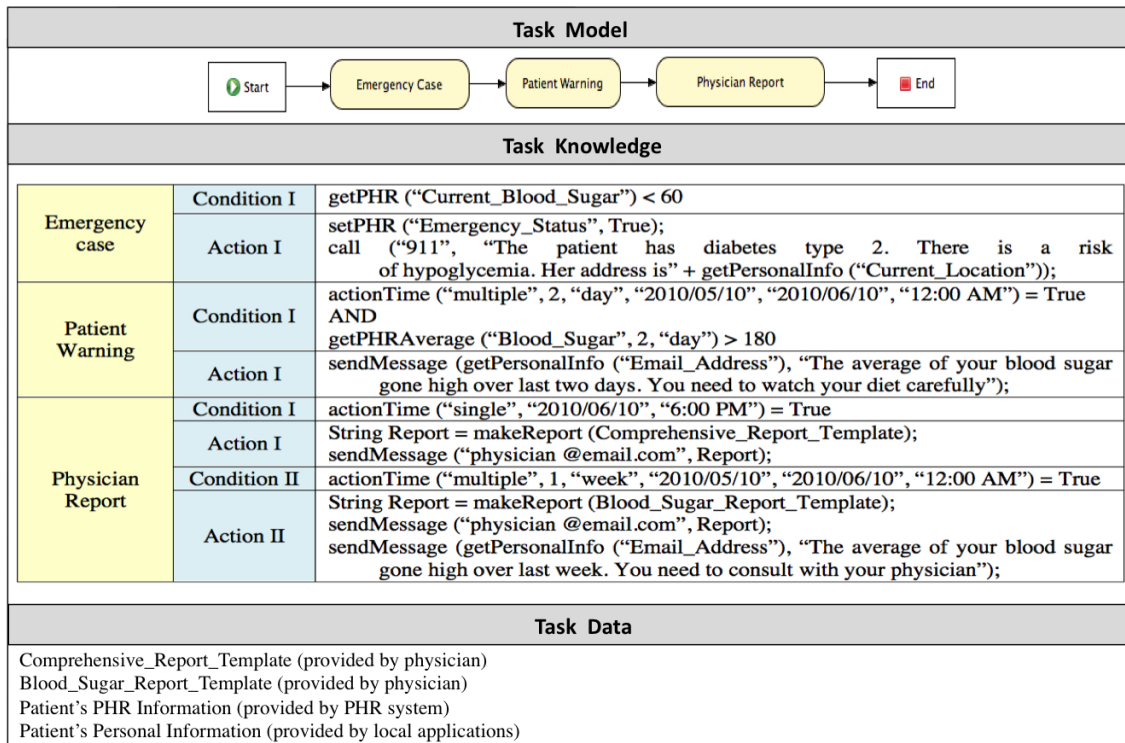 Task Model
Start
Emergency Case
Patient Warning
Physician Report
End
Task Knowledge
Emergency
case
Condition I
getPHR (“Current_Blood_Sugar”) < 60
Action I
setPHR (“Emergency_Status”, True);
call (“911”, “The patient has diabetes type 2. There is a risk
of hypoglycemia. Her address is” + getPersonalInfo (“Current_Location”));
Patient
Warning
Condition I
actionTime (“multiple”, 2, “day”, “2010/05/10”, “2010/06/10”, “12:00 AM”) = True
AND
getPHRAverage (“Blood_Sugar”, 2, “day”) > 180
Action I
sendMessage (getPersonalInfo (“Email_Address”), “The average of your blood sugar
gone high over last two days. You need to watch your diet carefully”);
Physician
Report
Condition I
actionTime (“single”, “2010/06/10”, “6:00 PM”) = True
Action I
String Report = makeReport (Comprehensive_Report_Template);
sendMessage (“physician @email.com”, Report);
Condition II
actionTime (“multiple”, 1, “week”, “2010/05/10”, “2010/06/10”, “12:00 AM”) = True
Action II
String Report = makeReport (Blood_Sugar_Report_Template);
sendMessage (“physician @email.com”, Report);
sendMessage (getPersonalInfo (“Email_Address”), “The average of your blood sugar
gone high over last week. You need to consult with your physician”);
Task Data
Comprehensive_Report_Template (provided by physician)
Blood_Sugar_Report_Template (provided by physician)
Patient’s PHR Information (provided by PHR system)
Patient’s Personal Information (provided by local applications)